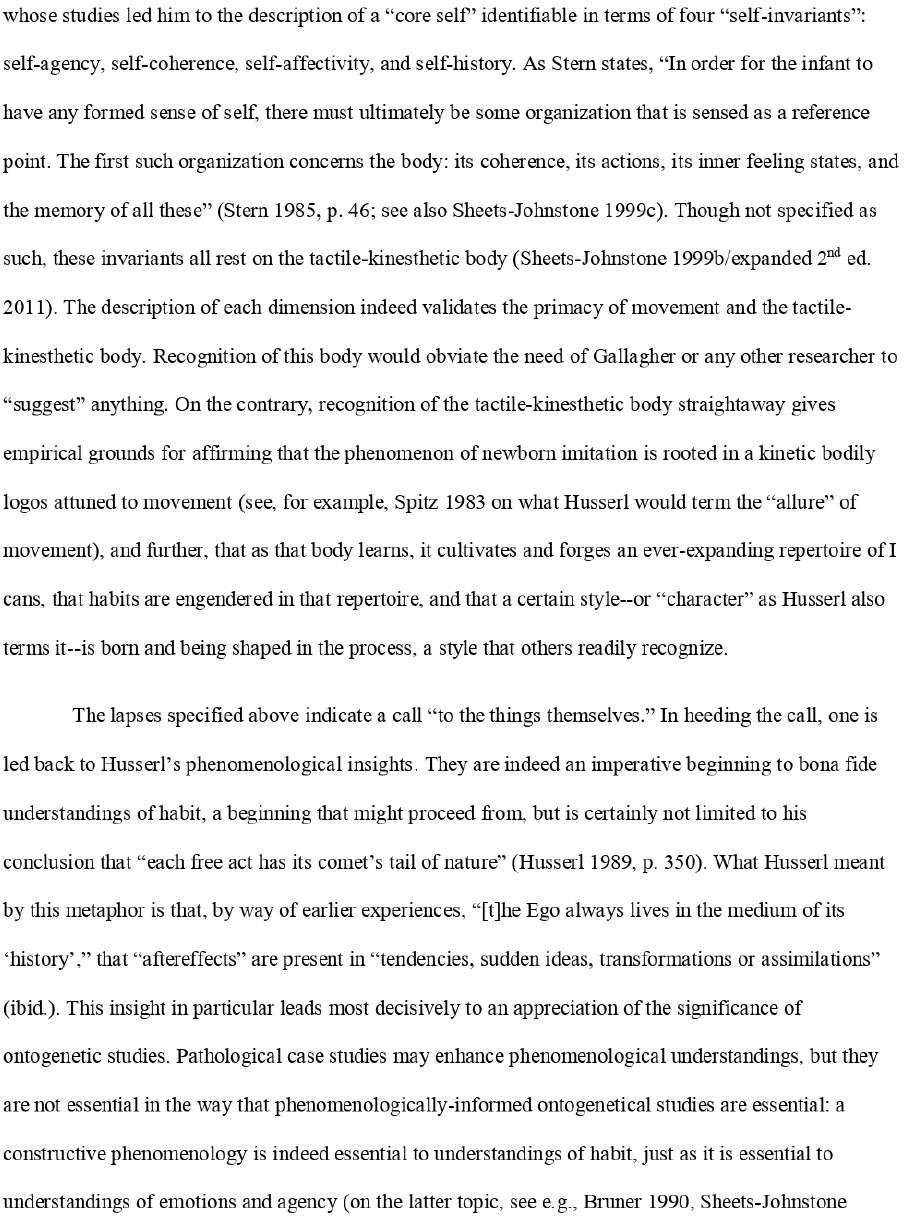 whose studies led him to the description of a “core self” identifiable in terms of four “self-invariants”:
self-agency, self-coherence, self-affectivity, and self-history. As Stern states, “In order for the infant to
have any formed sense of self, there must ultimately be some organization that is sensed as a reference
point. The first such organization concerns the body: its coherence, its actions, its inner feeling states, and
the memory of all these” (Stern 1985, p. 46; see also Sheets-Johnstone 1999c). Though not specified as
such, these invariants all rest on the tactile-kinesthetic body (Sheets-Johnstone 1999b/expanded 2nd ed.
2011). The description of each dimension indeed validates the primacy of movement and the tactile-
kinesthetic body. Recognition of this body would obviate the need of Gallagher or any other researcher to
“suggest” anything. On the contrary, recognition of the tactile-kinesthetic body straightaway gives
empirical grounds for affirming that the phenomenon of newborn imitation is rooted in a kinetic bodily
logos attuned to movement (see, for example, Spitz 1983 on what Husserl would term the “allure” of
movement), and further, that as that body learns, it cultivates and forges an ever-expanding repertoire of I
cans, that habits are engendered in that repertoire, and that a certain style--or “character” as Husserl also
terms it--is born and being shaped in the process, a style that others readily recognize.
The lapses specified above indicate a call “to the things themselves.” In heeding the call, one is
led back to Husserl’s phenomenological insights. They are indeed an imperative beginning to bona fide
understandings of habit, a beginning that might proceed from, but is certainly not limited to his
conclusion that “each free act has its comet’s tail of nature” (Husserl 1989, p. 350). What Husserl meant
by this metaphor is that, by way of earlier experiences, “[t]he Ego always lives in the medium of its
‘history’,” that “aftereffects” are present in “tendencies, sudden ideas, transformations or assimilations”
(ibid.). This insight in particular leads most decisively to an appreciation of the significance of
ontogenetic studies. Pathological case studies may enhance phenomenological understandings, but they
are not essential in the way that phenomenologically-informed ontogenetical studies are essential: a
constructive phenomenology is indeed essential to understandings of habit, just as it is essential to
understandings of emotions and agency (on the latter topic, see e.g., Bruner 1990, Sheets-Johnstone